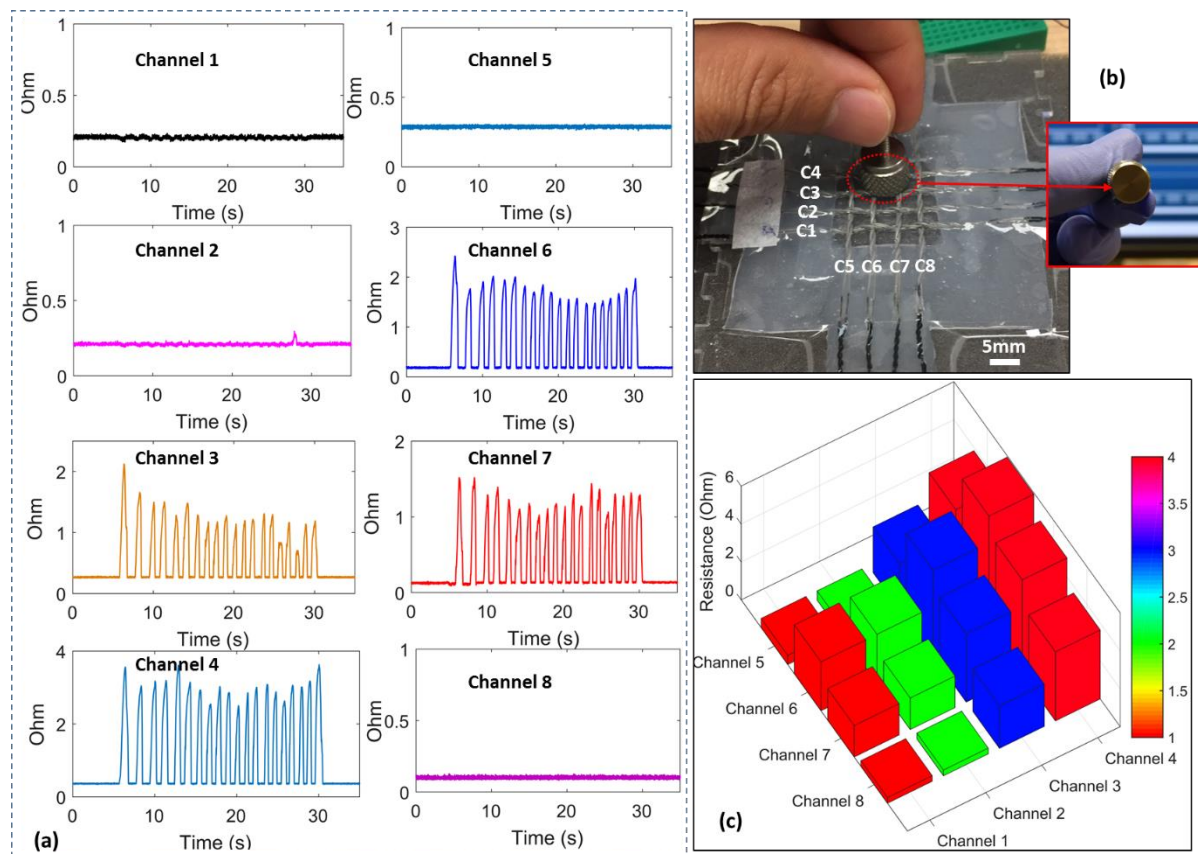 Channel 1
Ohm
1
0.5
0
0 10 20 30
Time (s)
Channel 5
Ohm
1
0.5
0
0 10 20 30
Time (s)
Channel 2
Ohm
1
0.5
0
0 10 20 30
Time (s)
Channel 6
Ohm
3
2
1
0
0 10 20 30
Time (s)
Channel 3
Ohm
2
1
0
0 10 20 30
Time (s)
Channel 7
Ohm
2
1
0
0 10 20 30
Time (s)
Channel 4
Ohm
4
2
0
0 10 20 30
Time (s)
Channel 8
Ohm
1
0.5
0
0 10 20 30
Time (s)
(a)
(b)
C4
C3
C2
C1
C5 C6 C7 C8
5mm
Resistance (Ohm)
6
4
2
0
Channel 5
Channel 6
Channel 7
Channel 8
Channel 1
Channel 2
Channel 3
Channel 4
4
3.5
3
2.5
2
1.5
1
(c)